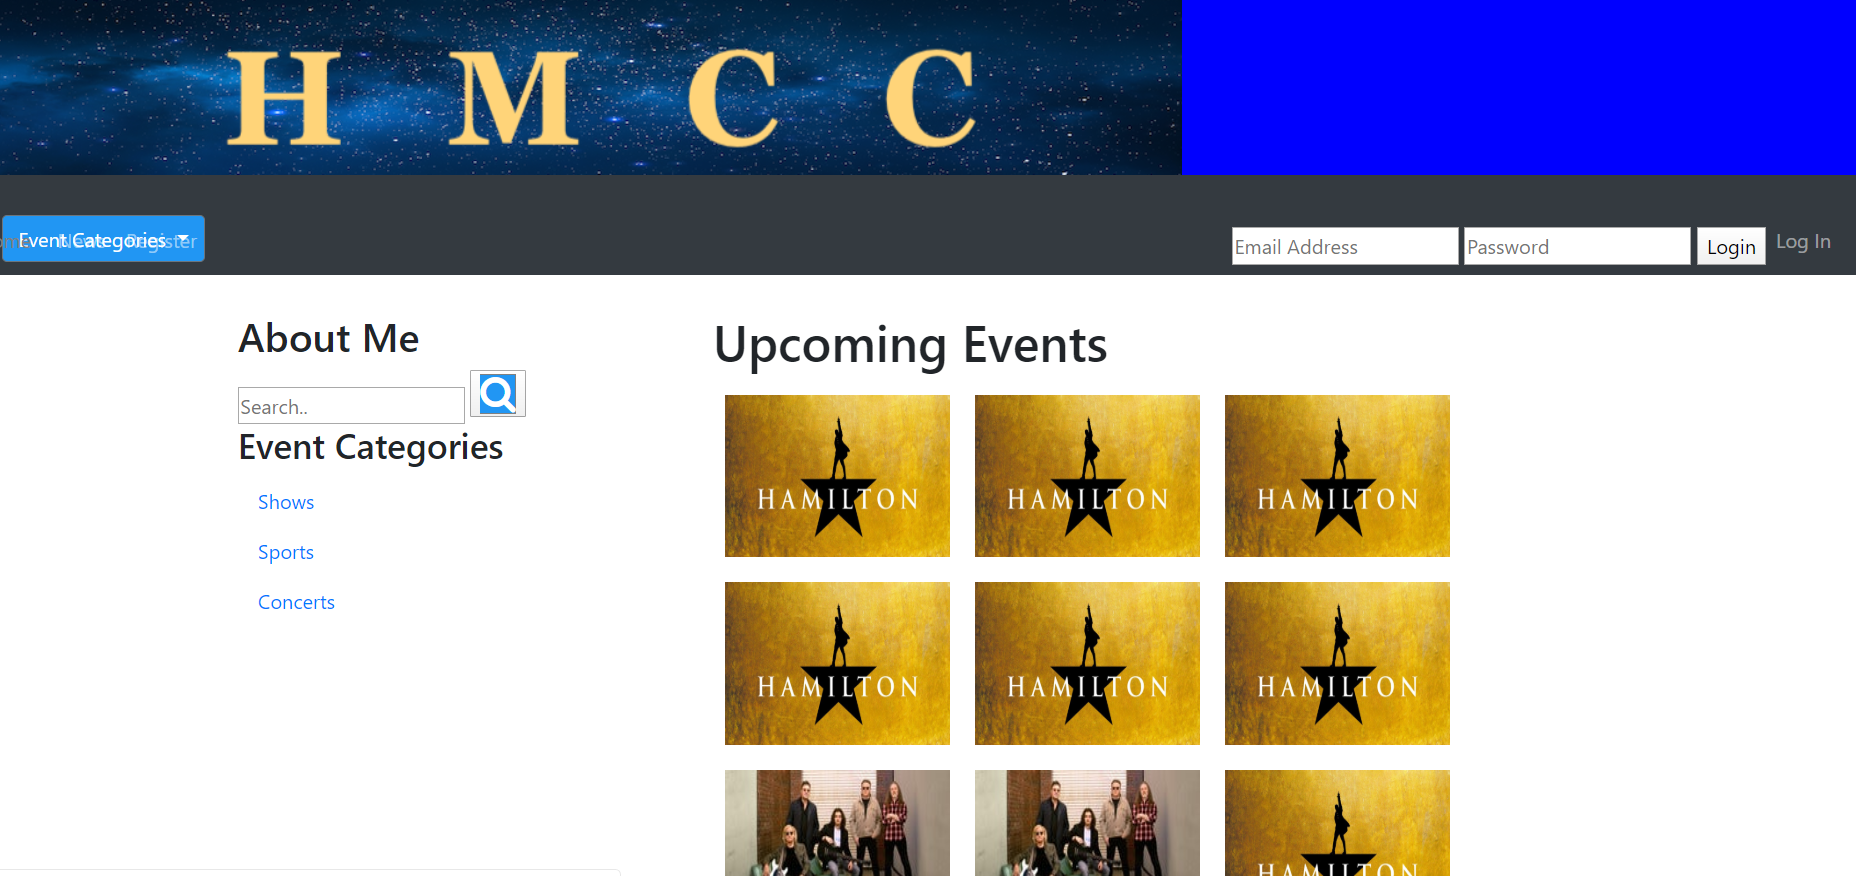 H M C C
Event Categories
News Register
Email Address Password Login Log In
About Me
Upcoming Events
Search..
Event Categories
Shows
Sports
Concerts
HAMILTON HAMILTON HAMILTON
HAMILTON HAMILTON HAMILTON
HAMILTON